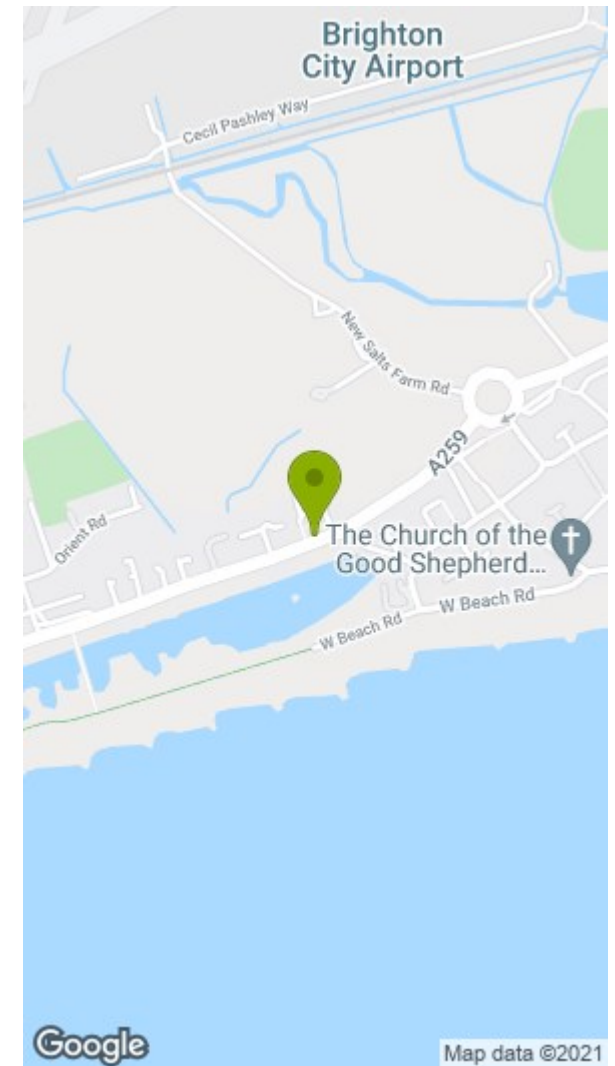 Brighton
City Airport
Cecil Pashley Way
New Salts Farm Rd
A259
Orient Rd
The Church of the
Good Shepherd...
W Beach Rd
W Beach Rd
Google
Map data ©2021